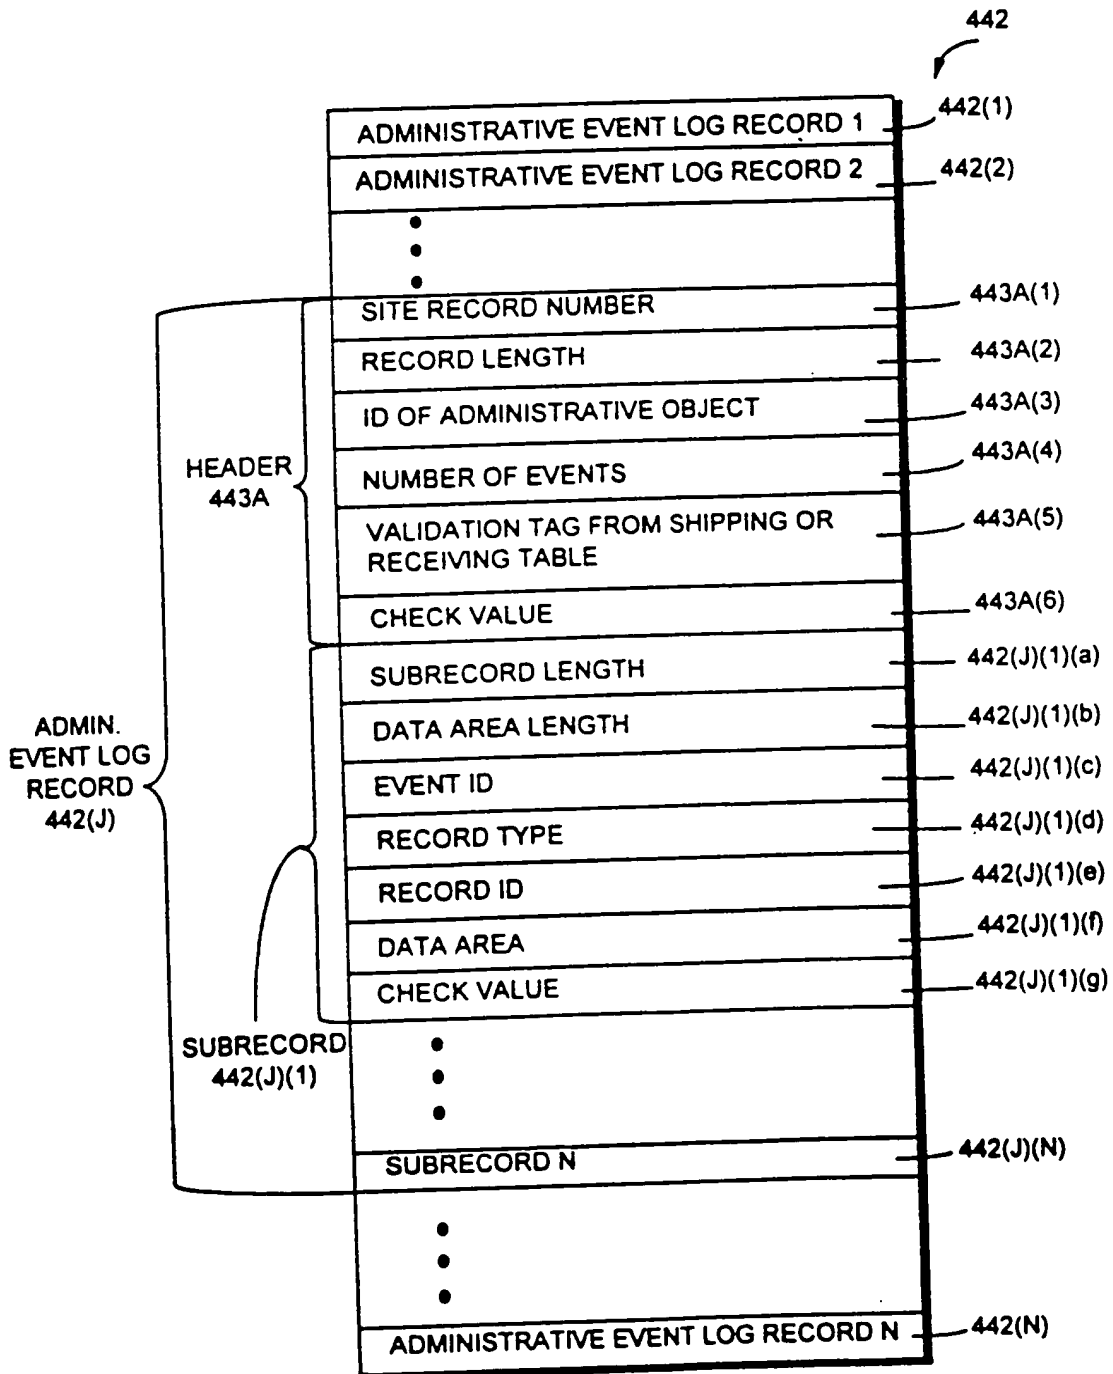 442
ADMINISTRATIVE EVENT LOG RECORD 1
442(1)
ADMINISTRATIVE EVENT LOG RECORD 2
442(2)
SITE RECORD NUMBER
443A(1)
RECORD LENGTH
443A(2)
ID OF ADMINISTRATIVE OBJECT
443A(3)
HEADER
443A
NUMBER OF EVENTS
443A(4)
VALIDATION TAG FROM SHIPPING OR
RECEIVING TABLE
443A(5)
CHECK VALUE
443A(6)
SUBRECORD LENGTH
442(J)(1)(a)
DATA AREA LENGTH
442(J)(1)(b)
ADMIN.
EVENT LOG
RECORD
442(J)
EVENT ID
442(J)(1)(c)
RECORD TYPE
442(J)(1)(d)
RECORD ID
442(J)(1)(e)
DATA AREA
442(J)(1)(f)
CHECK VALUE
442(J)(1)(g)
SUBRECORD
442(J)(1)
SUBRECORD N
442(J)(N)
ADMINISTRATIVE EVENT LOG RECORD N
442(N)